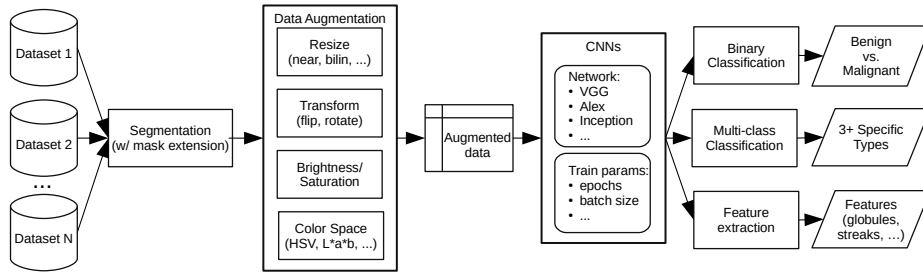 Dataset 1
Dataset 2
...
Dataset N
Segmentation
(w/ mask extension)
Data Augmentation
Resize
(near, bilin, ...)
Transform
(flip, rotate)
Brightness/
Saturation
Color Space
(HSV, L*a*b, ...)
Augmented
data
CNNs
Network:
• VGG
• Alex
• Inception
• ...
Train params:
• epochs
• batch size
• ...
Binary
Classification
Multi-class
Classification
Feature
extraction
Benign
vs.
Malignant
3+ Specific
Types
Features
(globules,
streaks, ...)